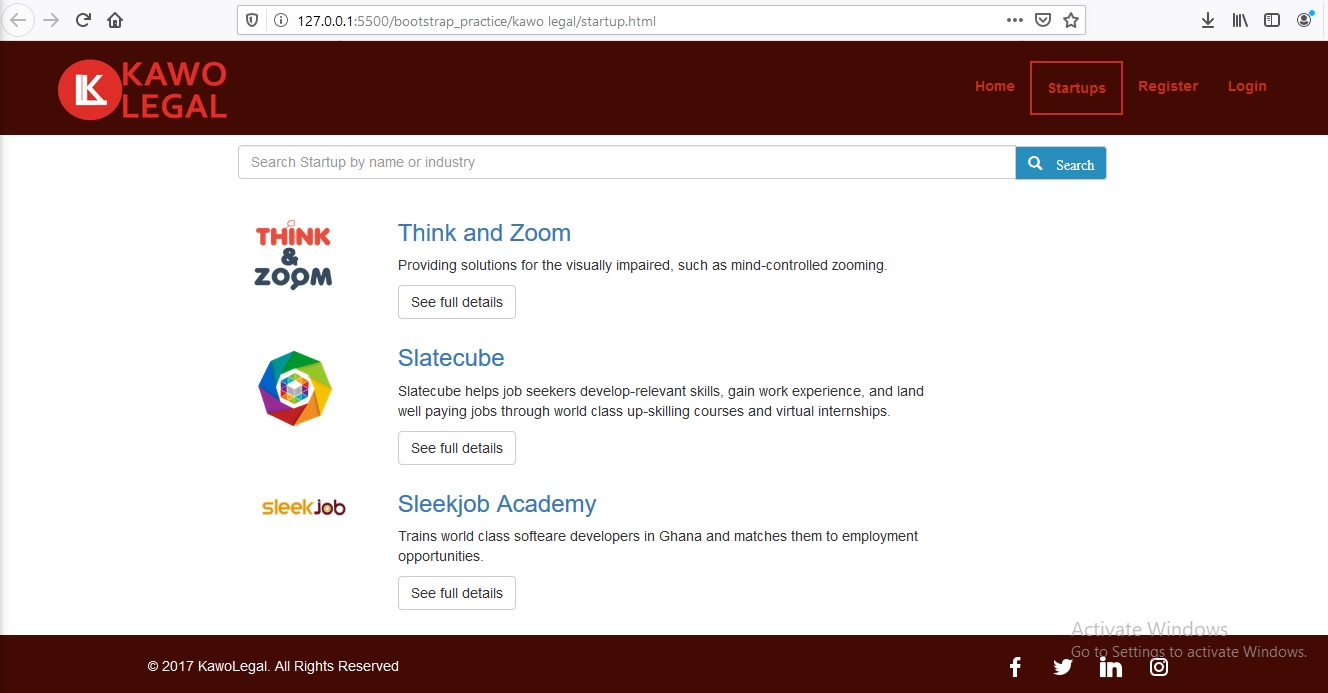 127.0.0.1:5500/bootstrap_practice/kawo legal/startup.html
KAWO
LEGAL
Home
Startups
Register
Login
Search Startup by name or industry
Search
THINK
&
ZOOM
Think and Zoom
Providing solutions for the visually impaired, such as mind-controlled zooming.
See full details
Slatecube
Slatecube helps job seekers develop-relevant skills, gain work experience, and land
well paying jobs through world class up-skilling courses and virtual internships.
See full details
sleekjob
Sleekjob Academy
Trains world class softeare developers in Ghana and matches them to employment
opportunities.
See full details
Activate Windows
Go to Settings to activate Windows.
© 2017 KawoLegal. All Rights Reserved